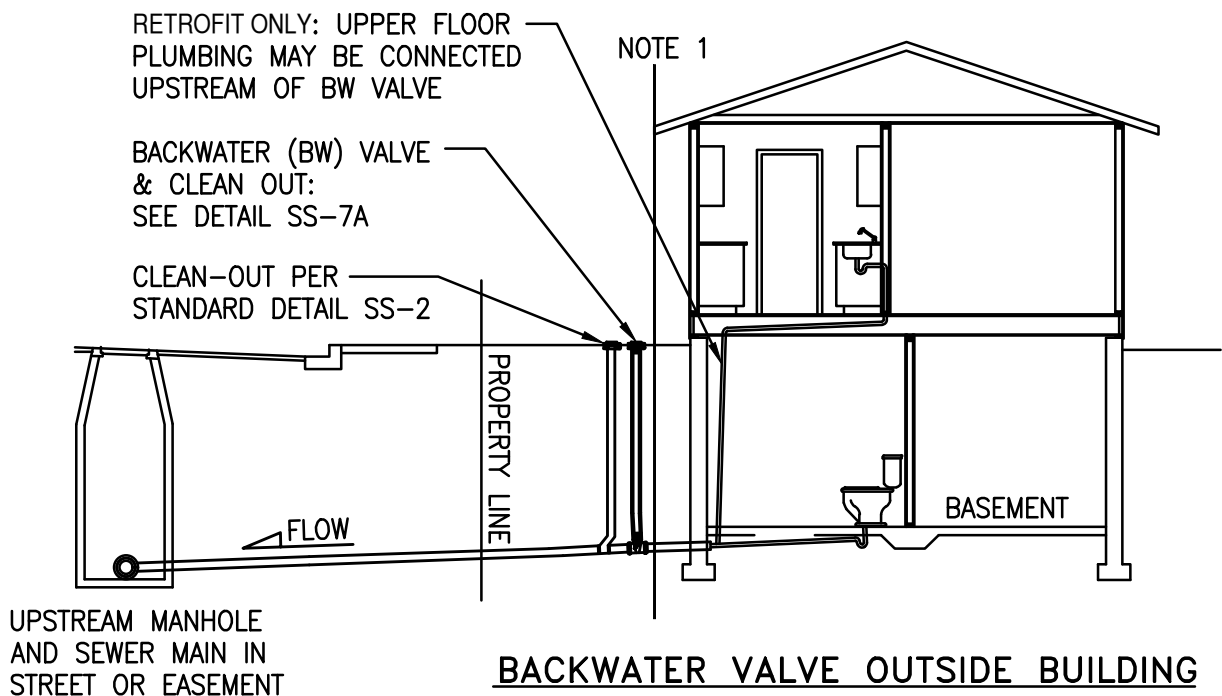 RETROFIT ONLY: UPPER FLOOR
PLUMBING MAY BE CONNECTED
UPSTREAM OF BW VALVE
NOTE 1
BACKWATER (BW) VALVE
& CLEAN OUT:
SEE DETAIL SS-7A
CLEAN-OUT PER
STANDARD DETAIL SS-2
PROPERTY LINE
FLOW
BASEMENT
UPSTREAM MANHOLE
AND SEWER MAIN IN
STREET OR EASEMENT
BACKWATER VALVE OUTSIDE BUILDING